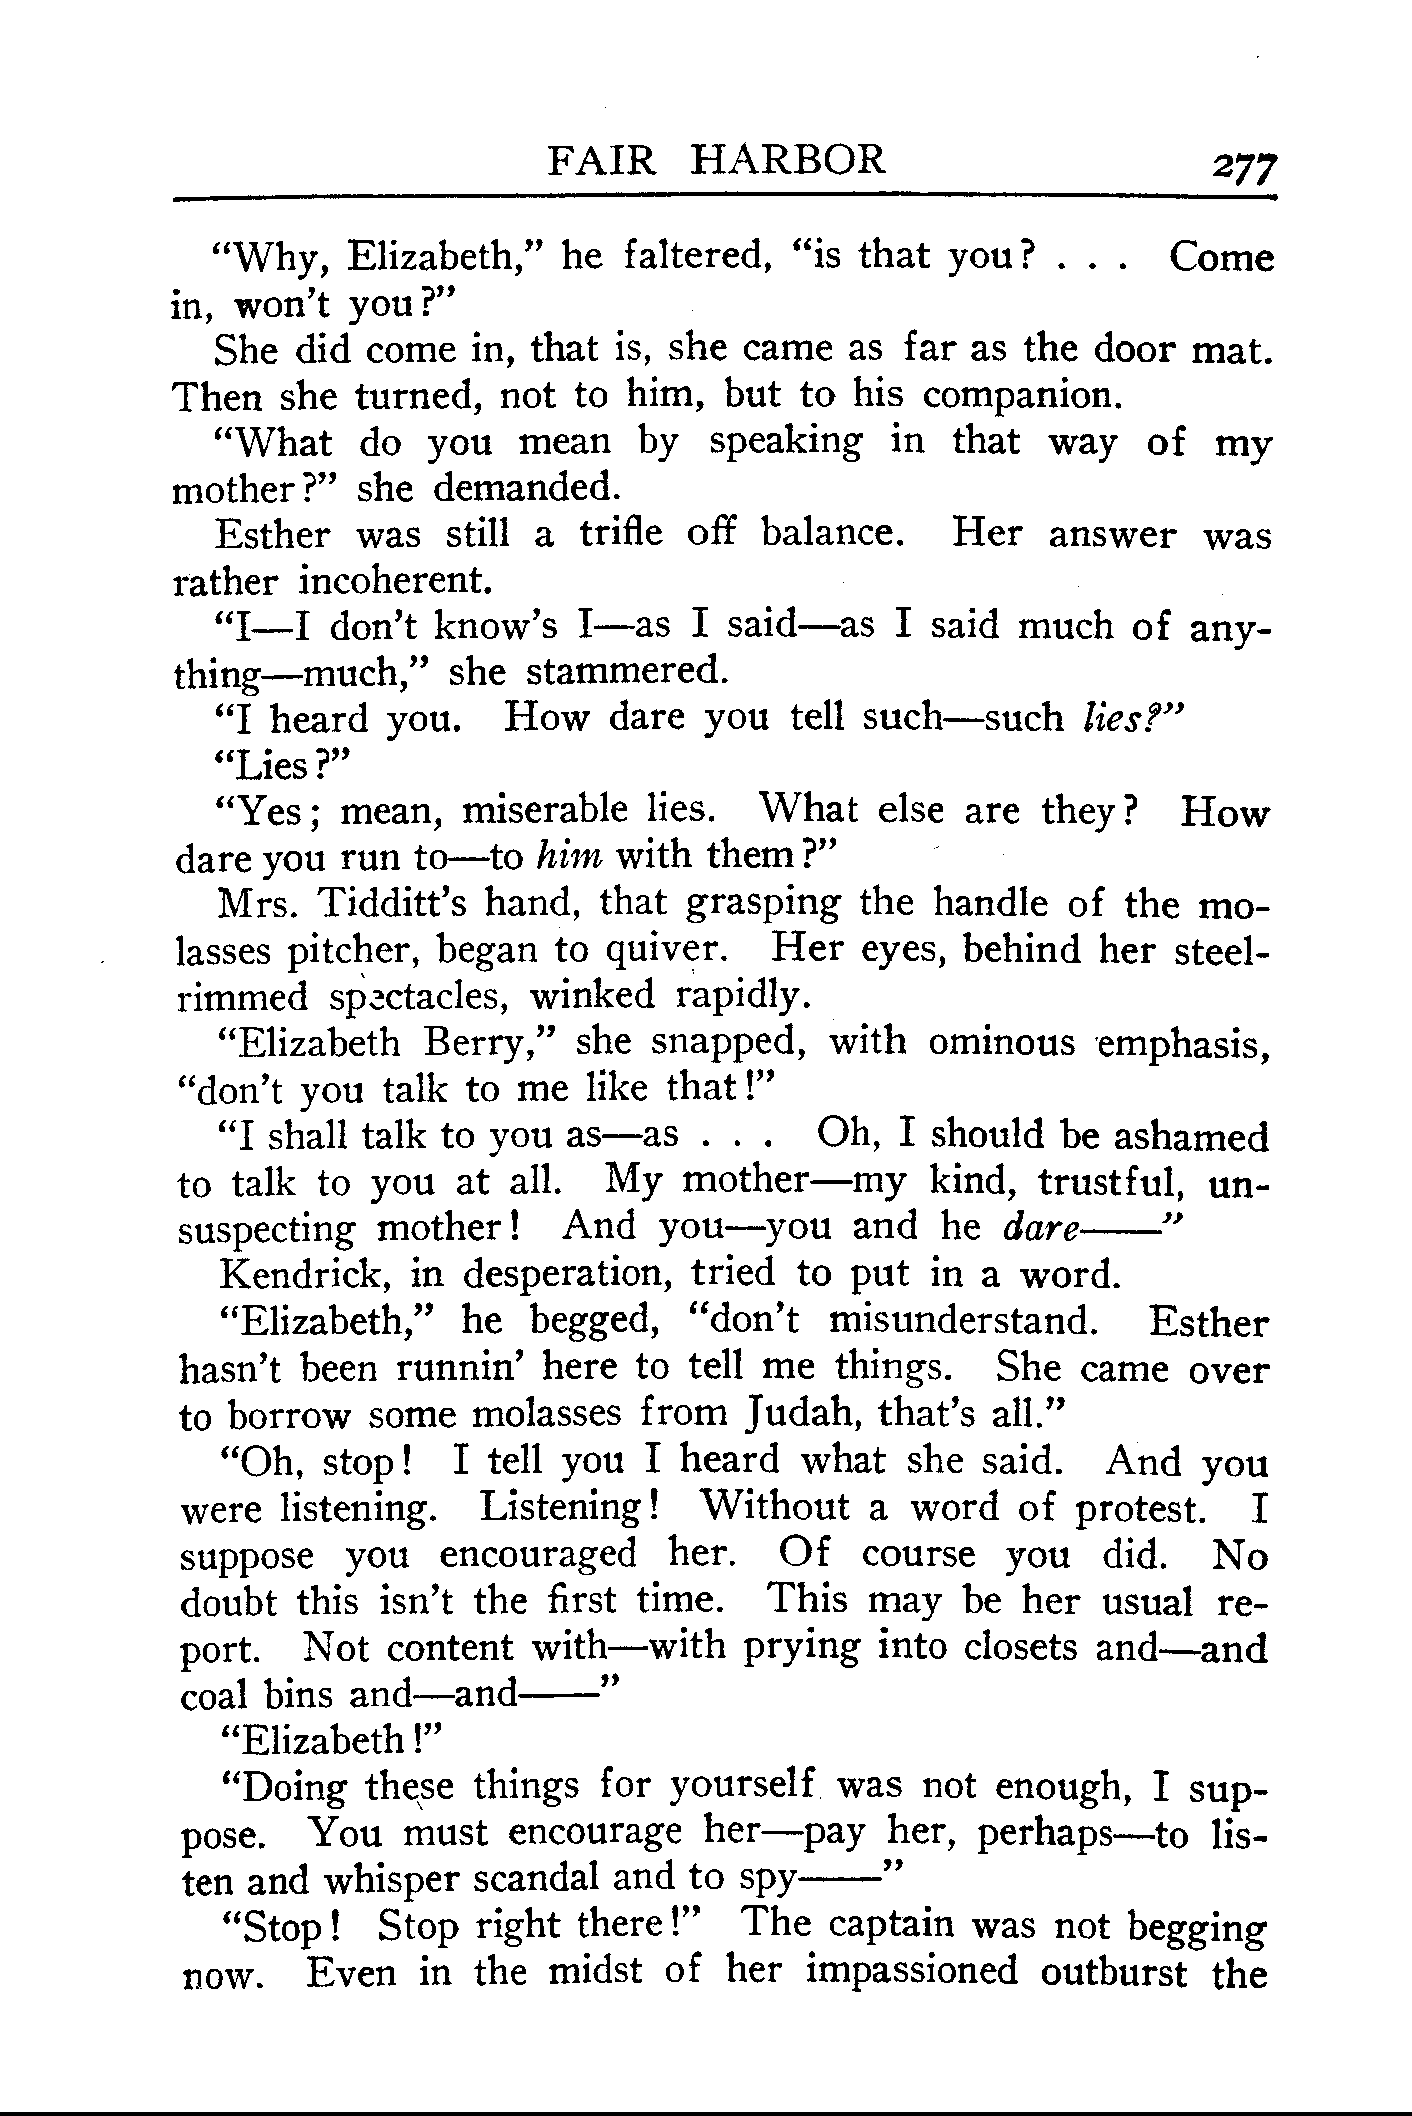 FAIR HARBOR 277
“Why, Elizabeth,” he faltered, “is that you? . . . Come
in, won’t you?”
She did come in, that is, she came as far as the door mat.
Then she turned, not to him, but to his companion.
“What do you mean by speaking in that way of my
mother?” she demanded.
Esther was still a trifle off balance. Her answer was
rather incoherent.
“I—I don’t know’s I—as I said—as I said much of any-
thing—much,” she stammered.
“I heard you. How dare you tell such—such lies?”
“Lies?”
“Yes; mean, miserable lies. What else are they? How
dare you run to—to him with them?”
Mrs. Tidditt’s hand, that grasping the handle of the mo-
lasses pitcher, began to quiver. Her eyes, behind her steel-
rimmed spectacles, winked rapidly.
“Elizabeth Berry,” she snapped, with ominous emphasis,
“don’t you talk to me like that!”
“I shall talk to you as—as . . . Oh, I should be ashamed
to talk to you at all. My mother—my kind, trustful, un-
suspecting mother! And you—you and he dare——”
Kendrick, in desperation, tried to put in a word.
“Elizabeth,” he begged, “don’t misunderstand. Esther
hasn’t been runnin’ here to tell me things. She came over
to borrow some molasses from Judah, that’s all.”
“Oh, stop! I tell you I heard what she said. And you
were listening. Listening! Without a word of protest. I
suppose you encouraged her. Of course you did. No
doubt this isn’t the first time. This may be her usual re-
port. Not content with—with prying into closets and—and
coal bins and—and——”
“Elizabeth!”
“Doing these things for yourself was not enough, I sup-
pose. You must encourage her—pay her, perhaps—to lis-
ten and whisper scandal and to spy——”
“Stop! Stop right there!” The captain was not begging
now. Even in the midst of her impassioned outburst the